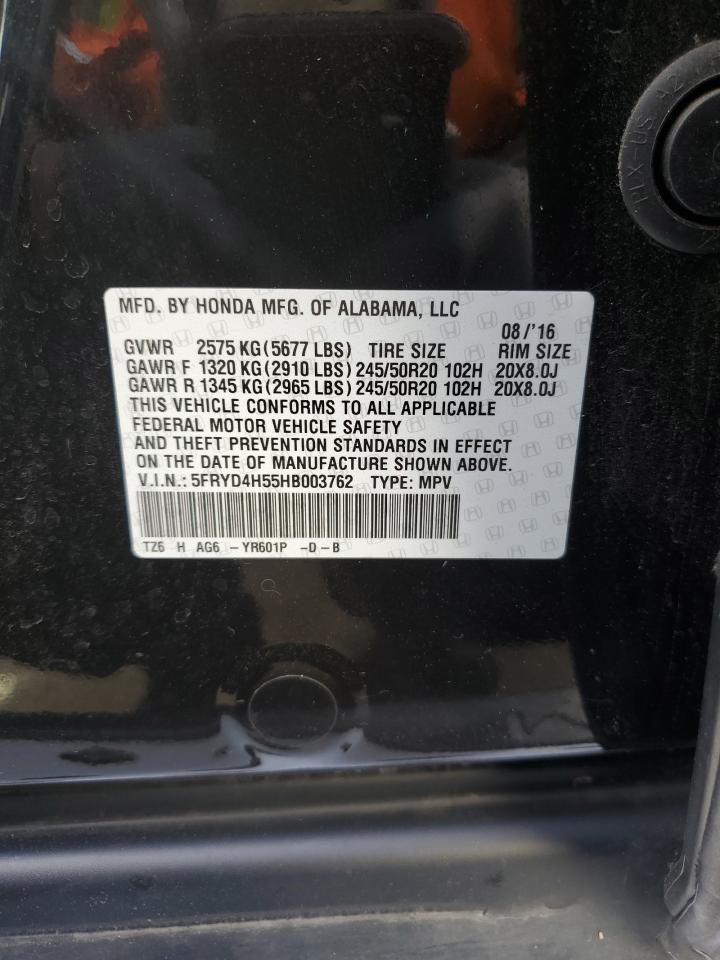 MFD. BY HONDA MFG. OF ALABAMA, LLC
08/'16
GVWR 2575 KG(5677 LBS) TIRE SIZE RIM SIZE
GAWR F 1320 KG(2910 LBS) 245/50R20 102H 20X8.0J
GAWR R 1345 KG(2965 LBS) 245/50R20 102H 20X8.0J
THIS VEHICLE CONFORMS TO ALL APPLICABLE
FEDERAL MOTOR VEHICLE SAFETY
AND THEFT PREVENTION STANDARDS IN EFFECT
ON THE DATE OF MANUFACTURE SHOWN ABOVE.
V.I.N.: 5FRYD4H55HB003762 TYPE: MPV
TZ6 H AG6 -YR601P -D-B
PIX-US A2